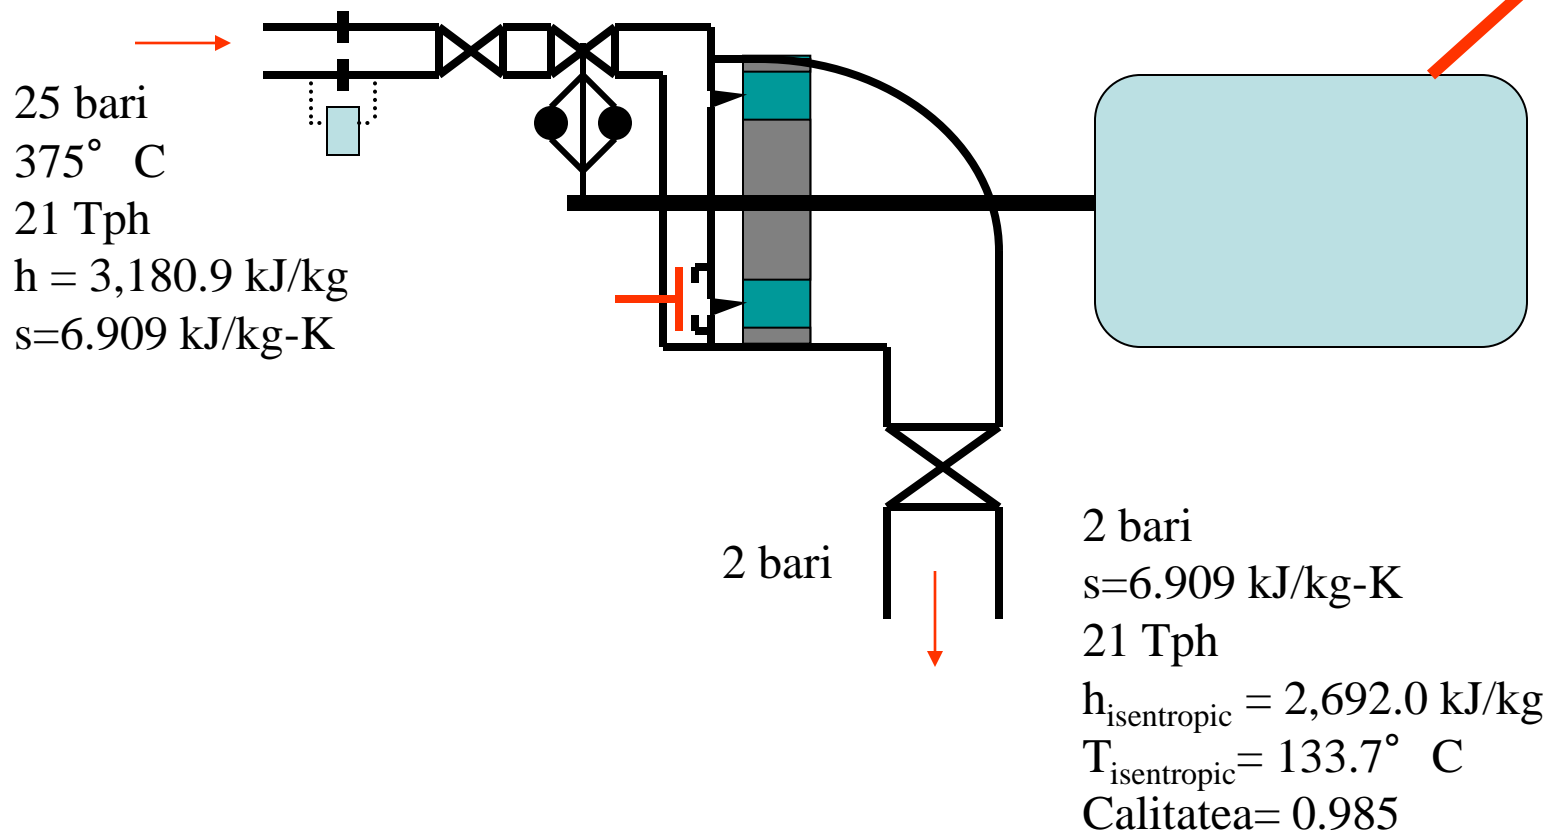 25 bari
375° C
21 Tph
h = 3,180.9 kJ/kg
s=6.909 kJ/kg-K
2 bari
2 bari
s=6.909 kJ/kg-K
21 Tph
hisentropic = 2,692.0 kJ/kg
Tisentropic= 133.7° C
Calitatea= 0.985